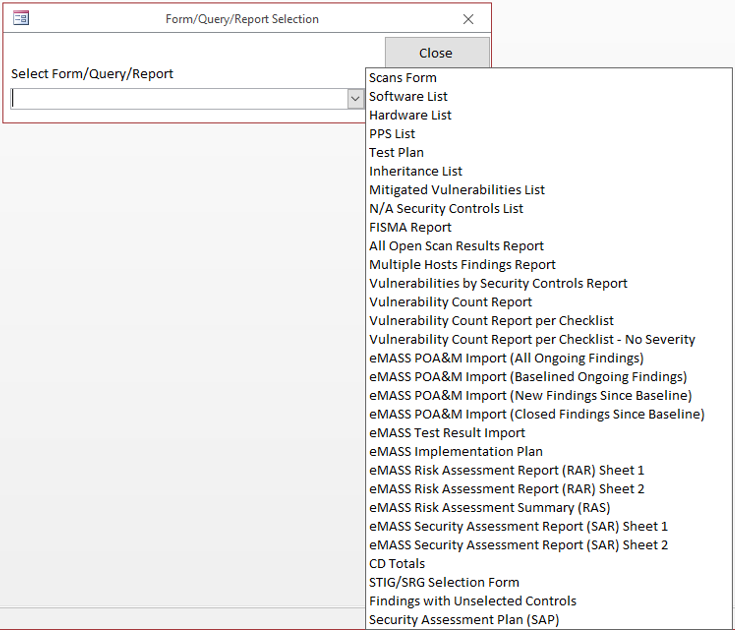 Form/Query/Report Selection
Close
Select Form/Query/Report
Scans Form
Software List
Hardware List
PPS List
Test Plan
Inheritance List
Mitigated Vulnerabilities List
N/A Security Controls List
FISMA Report
All Open Scan Results Report
Multiple Hosts Findings Report
Vulnerabilities by Security Controls Report
Vulnerability Count Report
Vulnerability Count Report per Checklist
Vulnerability Count Report per Checklist - No Severity
eMASS POA&M Import (All Ongoing Findings)
eMASS POA&M Import (Baselined Ongoing Findings)
eMASS POA&M Import (New Findings Since Baseline)
eMASS POA&M Import (Closed Findings Since Baseline)
eMASS Test Result Import
eMASS Implementation Plan
eMASS Risk Assessment Report (RAR) Sheet 1
eMASS Risk Assessment Report (RAR) Sheet 2
eMASS Risk Assessment Summary (RAS)
eMASS Security Assessment Report (SAR) Sheet 1
eMASS Security Assessment Report (SAR) Sheet 2
CD Totals
STIG/SRG Selection Form
Findings with Unselected Controls
Security Assessment Plan (SAP)